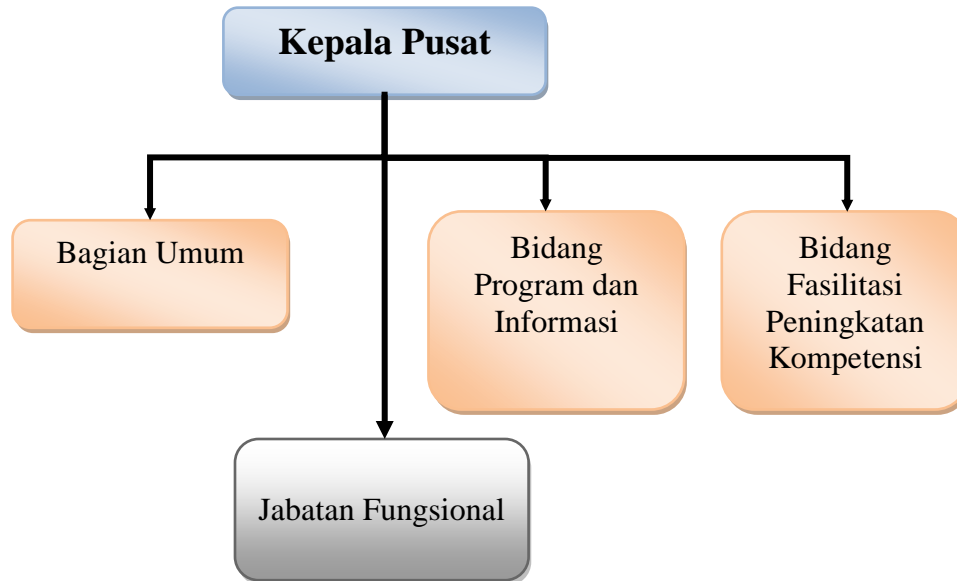 Kepala Pusat
Bagian Umum
Bidang
Program dan
Informasi
Bidang
Fasilitasi
Peningkatan
Kompetensi
Jabatan Fungsional